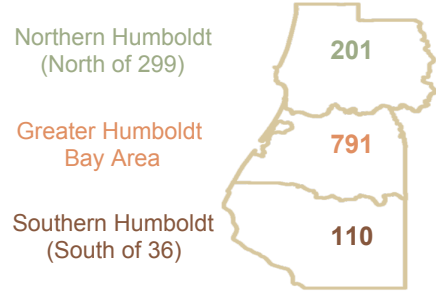 Northern Humboldt
(North of 299)
201
Greater Humboldt
Bay Area
791
Southern Humboldt
(South of 36)
110